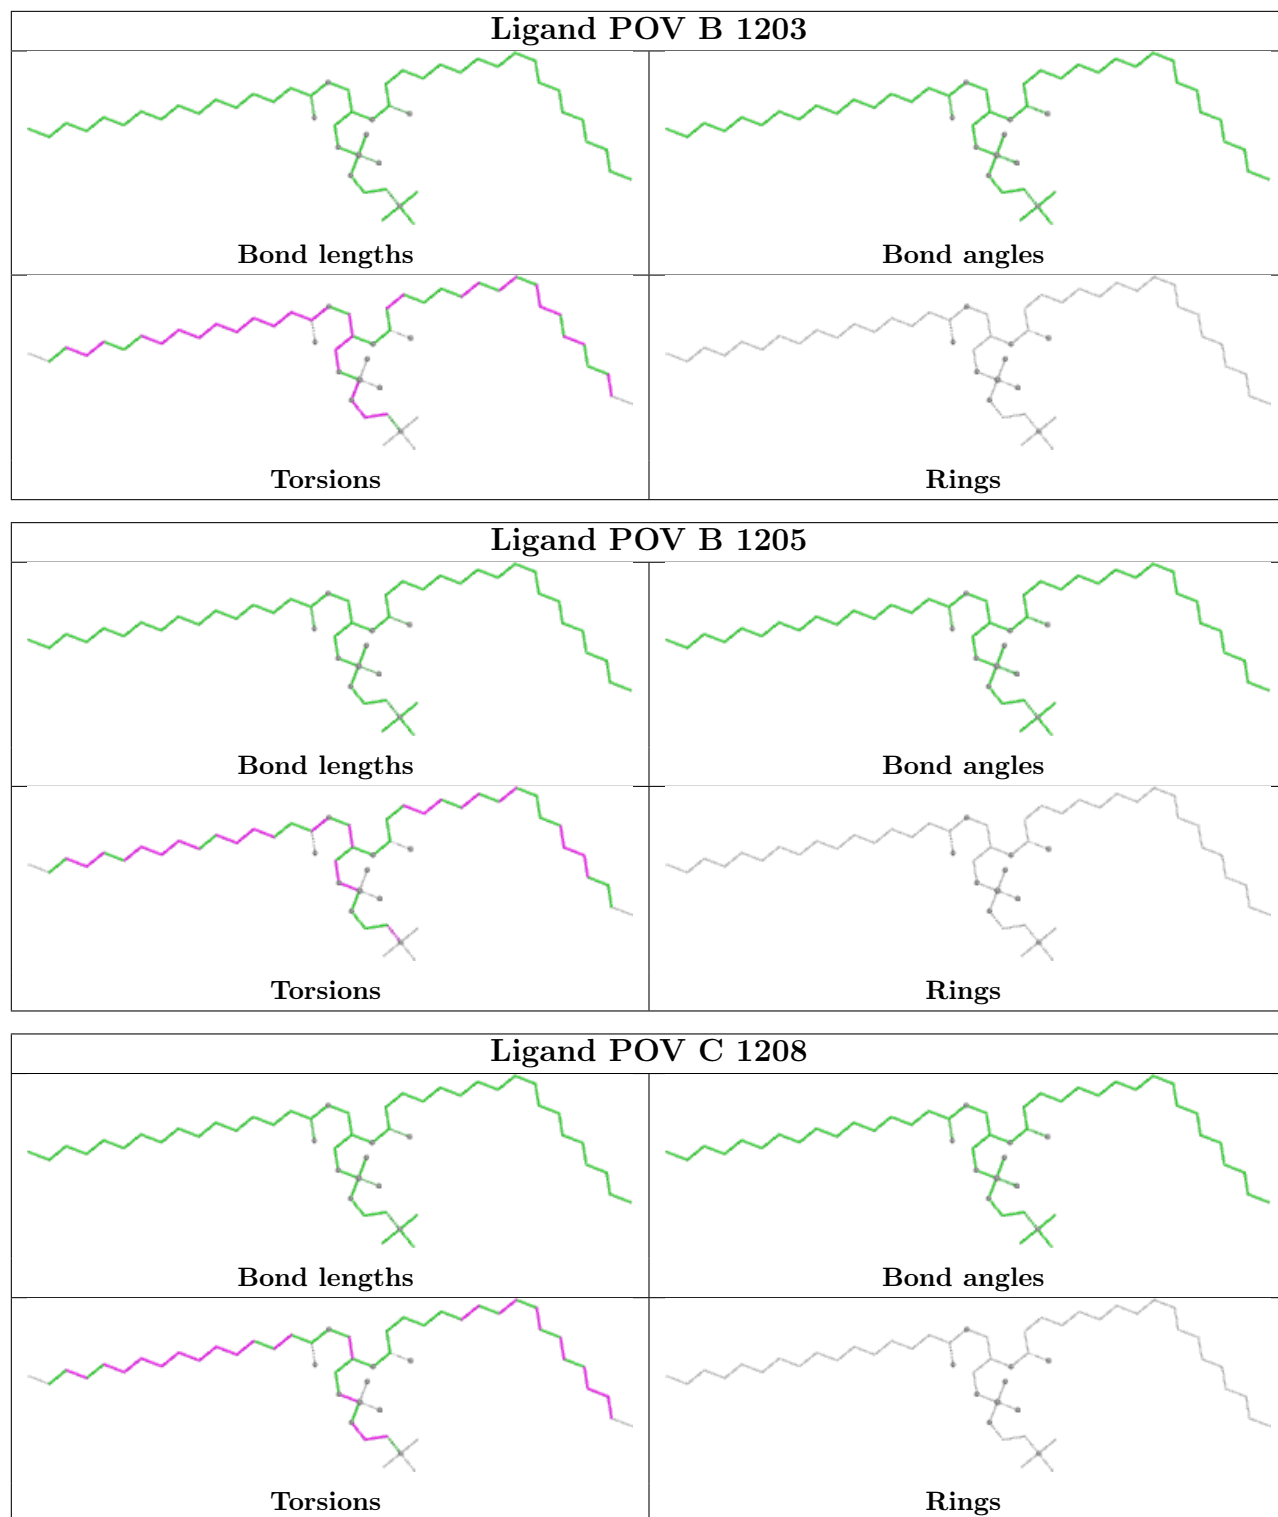 Ligand POV B 1203
Bond lengths
Bond angles
Torsions
Rings
Ligand POV B 1205
Bond lengths
Bond angles
Torsions
Rings
Ligand POV C 1208
Bond lengths
Bond angles
Torsions
Rings